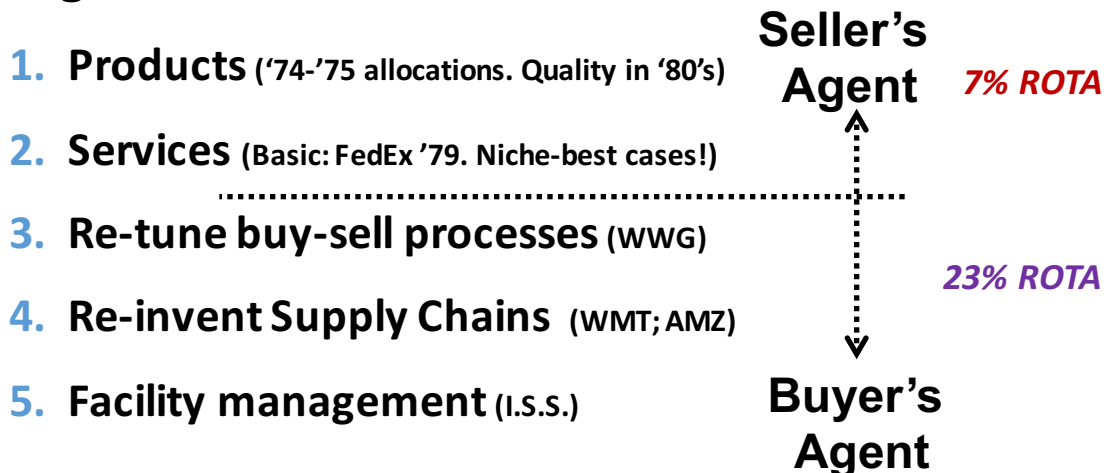 1. Products (‘74-’75 allocations. Quality in ‘80’s)
2. Services (Basic: FedEx ’79. Niche-best cases!)
3. Re-tune buy-sell processes (WWG)
4. Re-invent Supply Chains (WMT; AMZ)
5. Facility management (I.S.S.)
Seller’s
Agent
7% ROTA
23% ROTA
Buyer’s
Agent